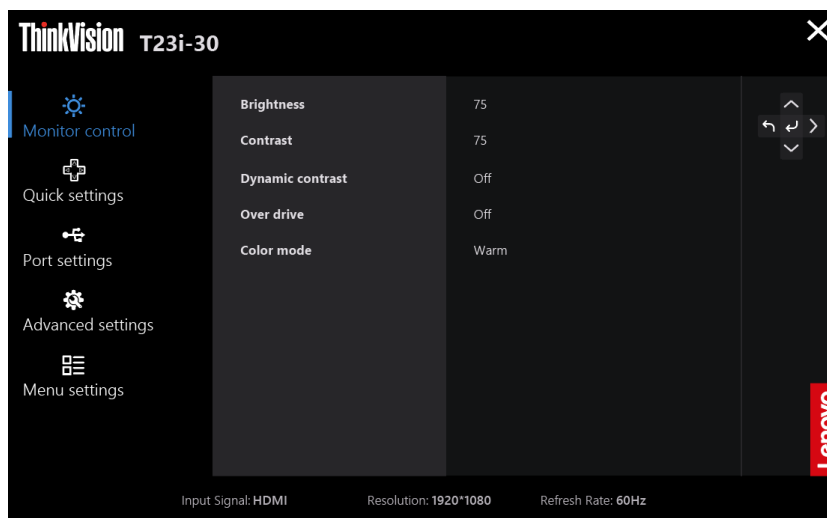 ThinkVision T23i-30
Monitor control
Quick settings
Port settings
Advanced settings
Menu settings
Brightness 75
Contrast 75
Dynamic contrast Off
Over drive Off
Color mode Warm
Lenovo
Input Signal: HDMI Resolution: 1920*1080 Refresh Rate: 60Hz